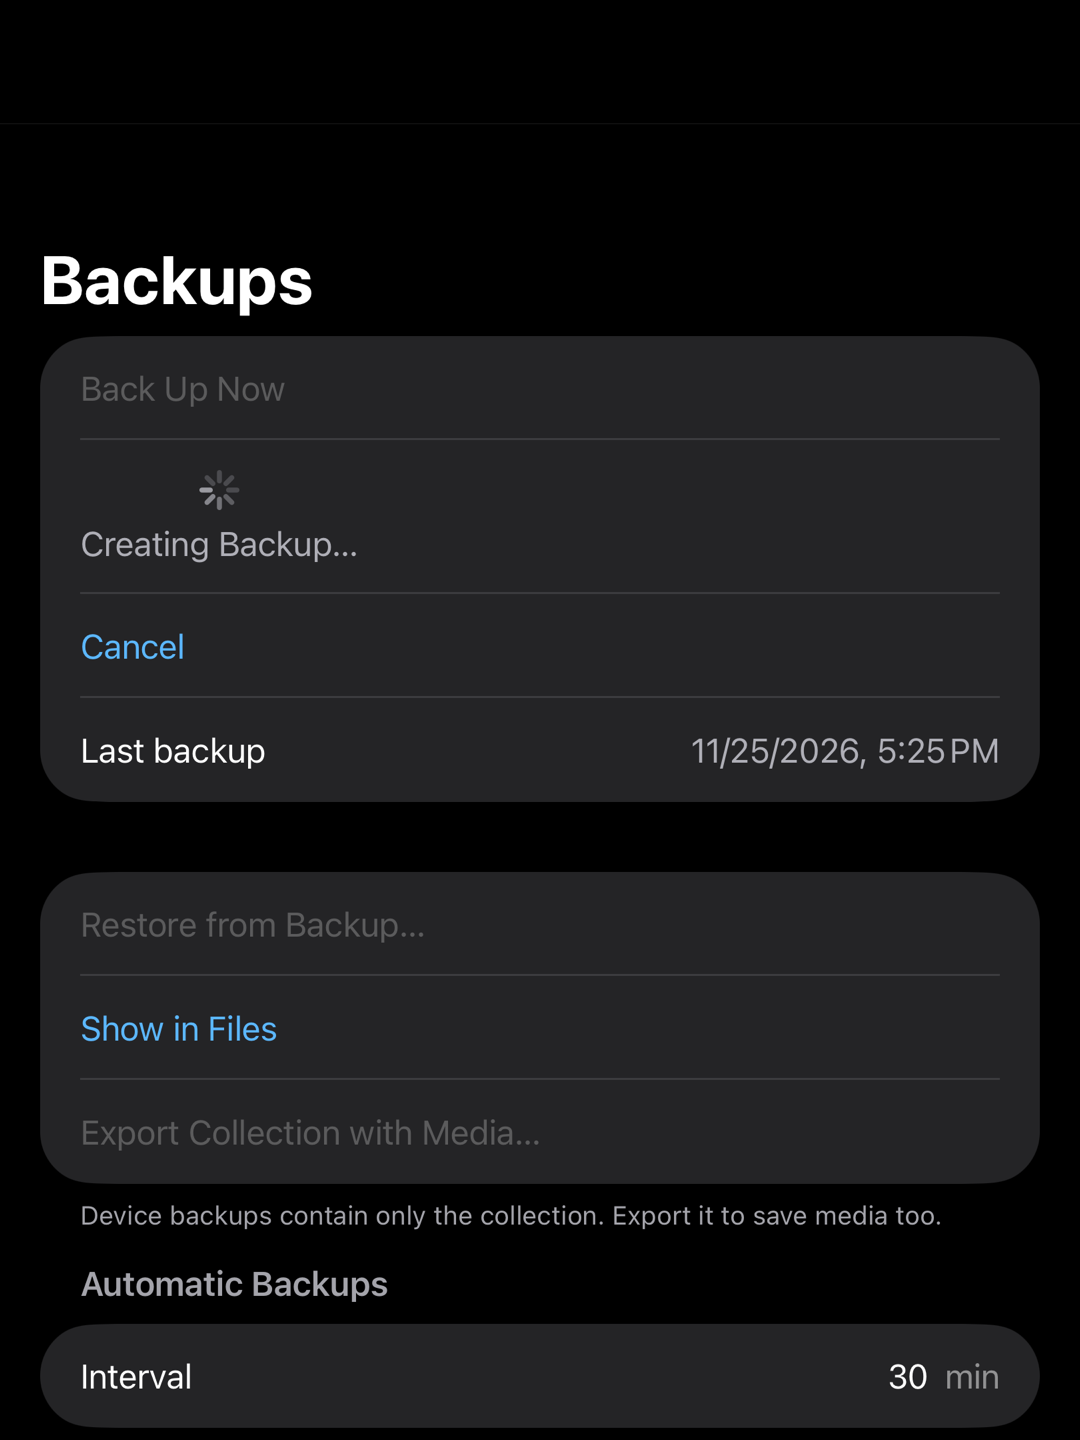 Backups
Back Up Now
Creating Backup...
Cancel
Last backup 11/25/2026, 5:25 PM
Restore from Backup...
Show in Files
Export Collection with Media...
Device backups contain only the collection. Export it to save media too.
Automatic Backups
Interval 30 min